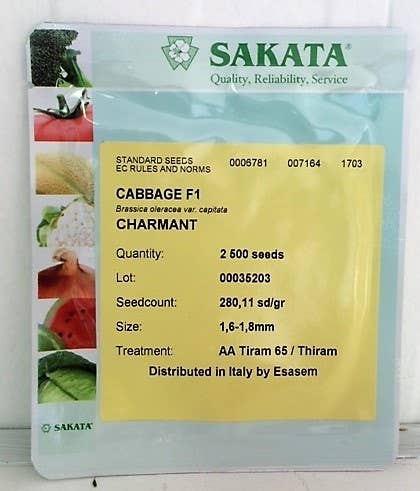 SAKATA®
Quality, Reliability, Service
STANDARD SEEDS 0006781 007164 1703
EC RULES AND NORMS
CABBAGE F1
Brassica oleracea var. capitata
CHARMANT
Quantity: 2 500 seeds
Lot: 00035203
Seedcount: 280,11 sd/gr
Size: 1,6-1,8mm
Treatment: AA Tiram 65 / Thiram
Distributed in Italy by Esasem
SAKATA®